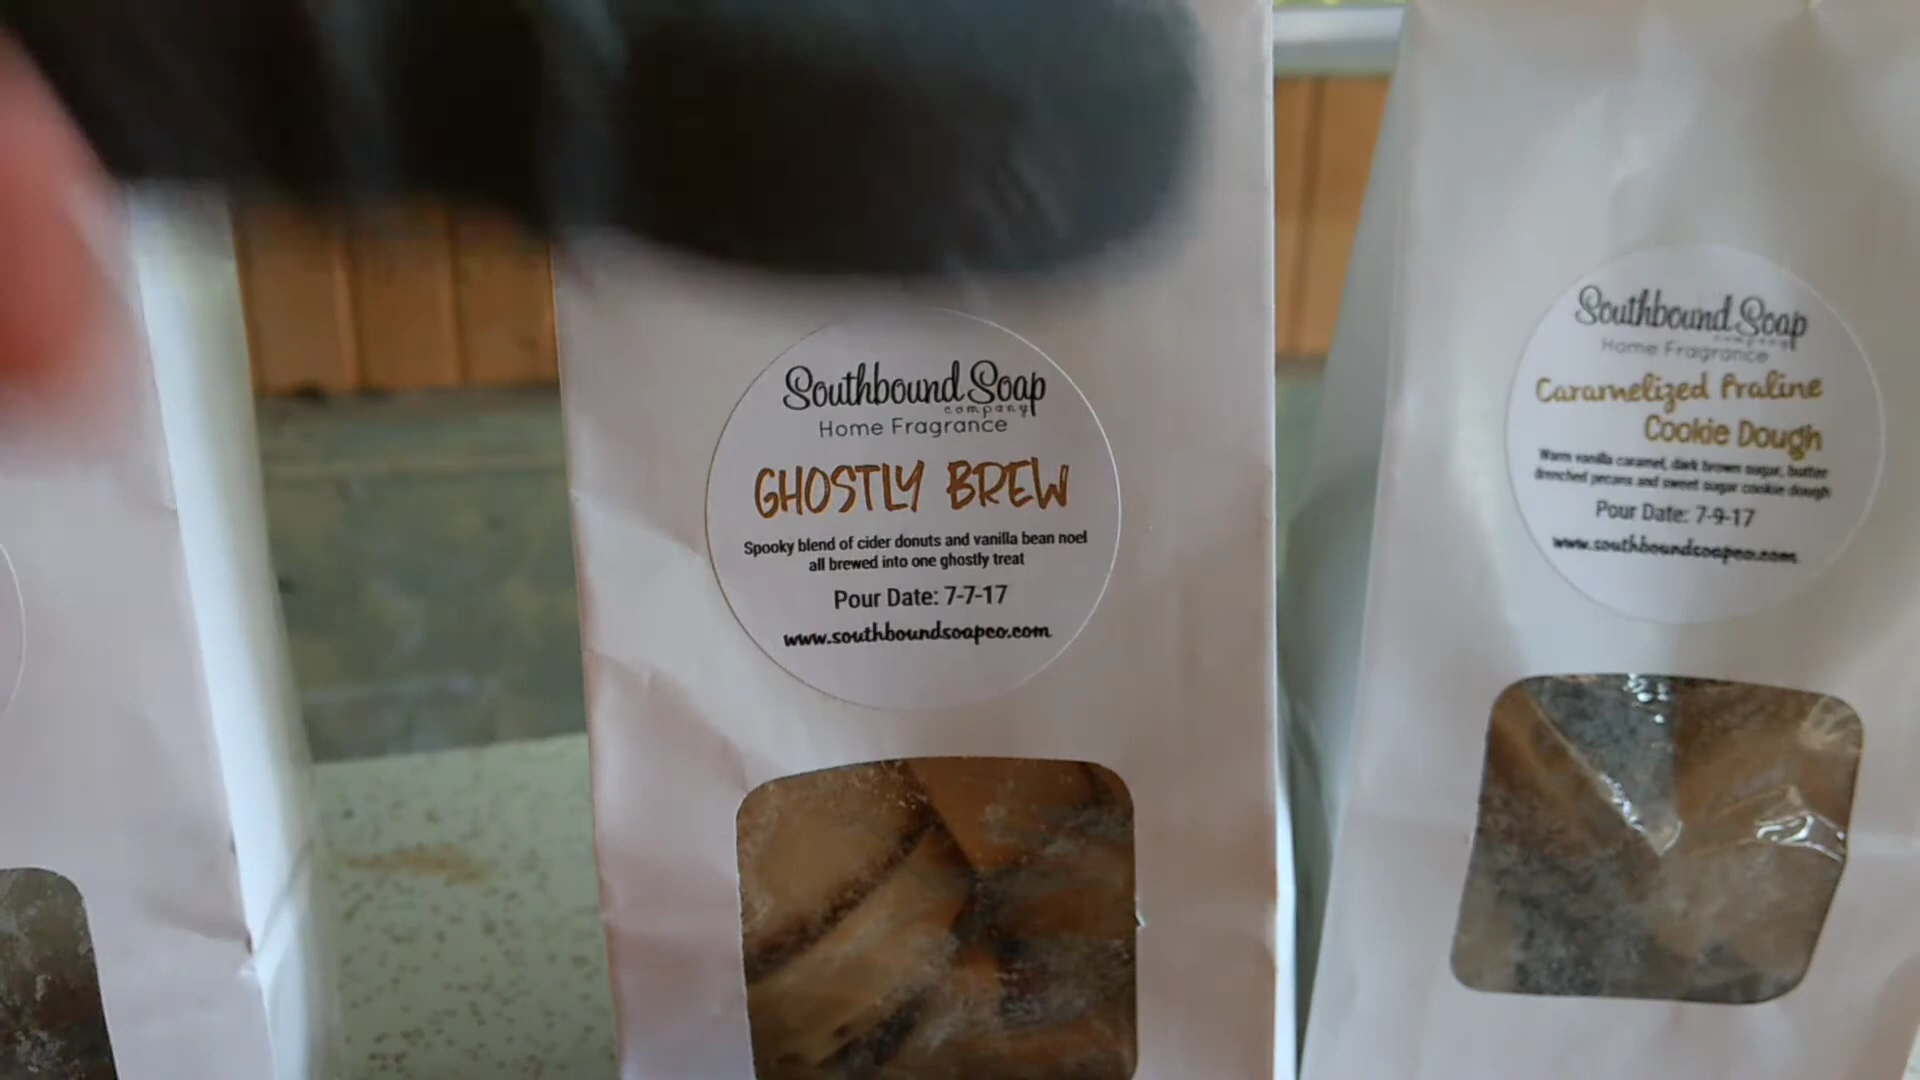 Southbound Soap
company
Home Fragrance
GHOSTLY BREW
Spooky blend of cider donuts and vanilla bean noel
all brewed into one ghostly treat
Pour Date: 7-7-17
www.southboundsoapco.com
Southbound Soap
company
Home Fragrance
Caramelized Praline
Cookie Dough
Warm vanilla caramel, dark brown sugar, butter
drenched pecans and sweet sugar cookie dough
Pour Date: 7-9-17
www.southboundsoapco.com